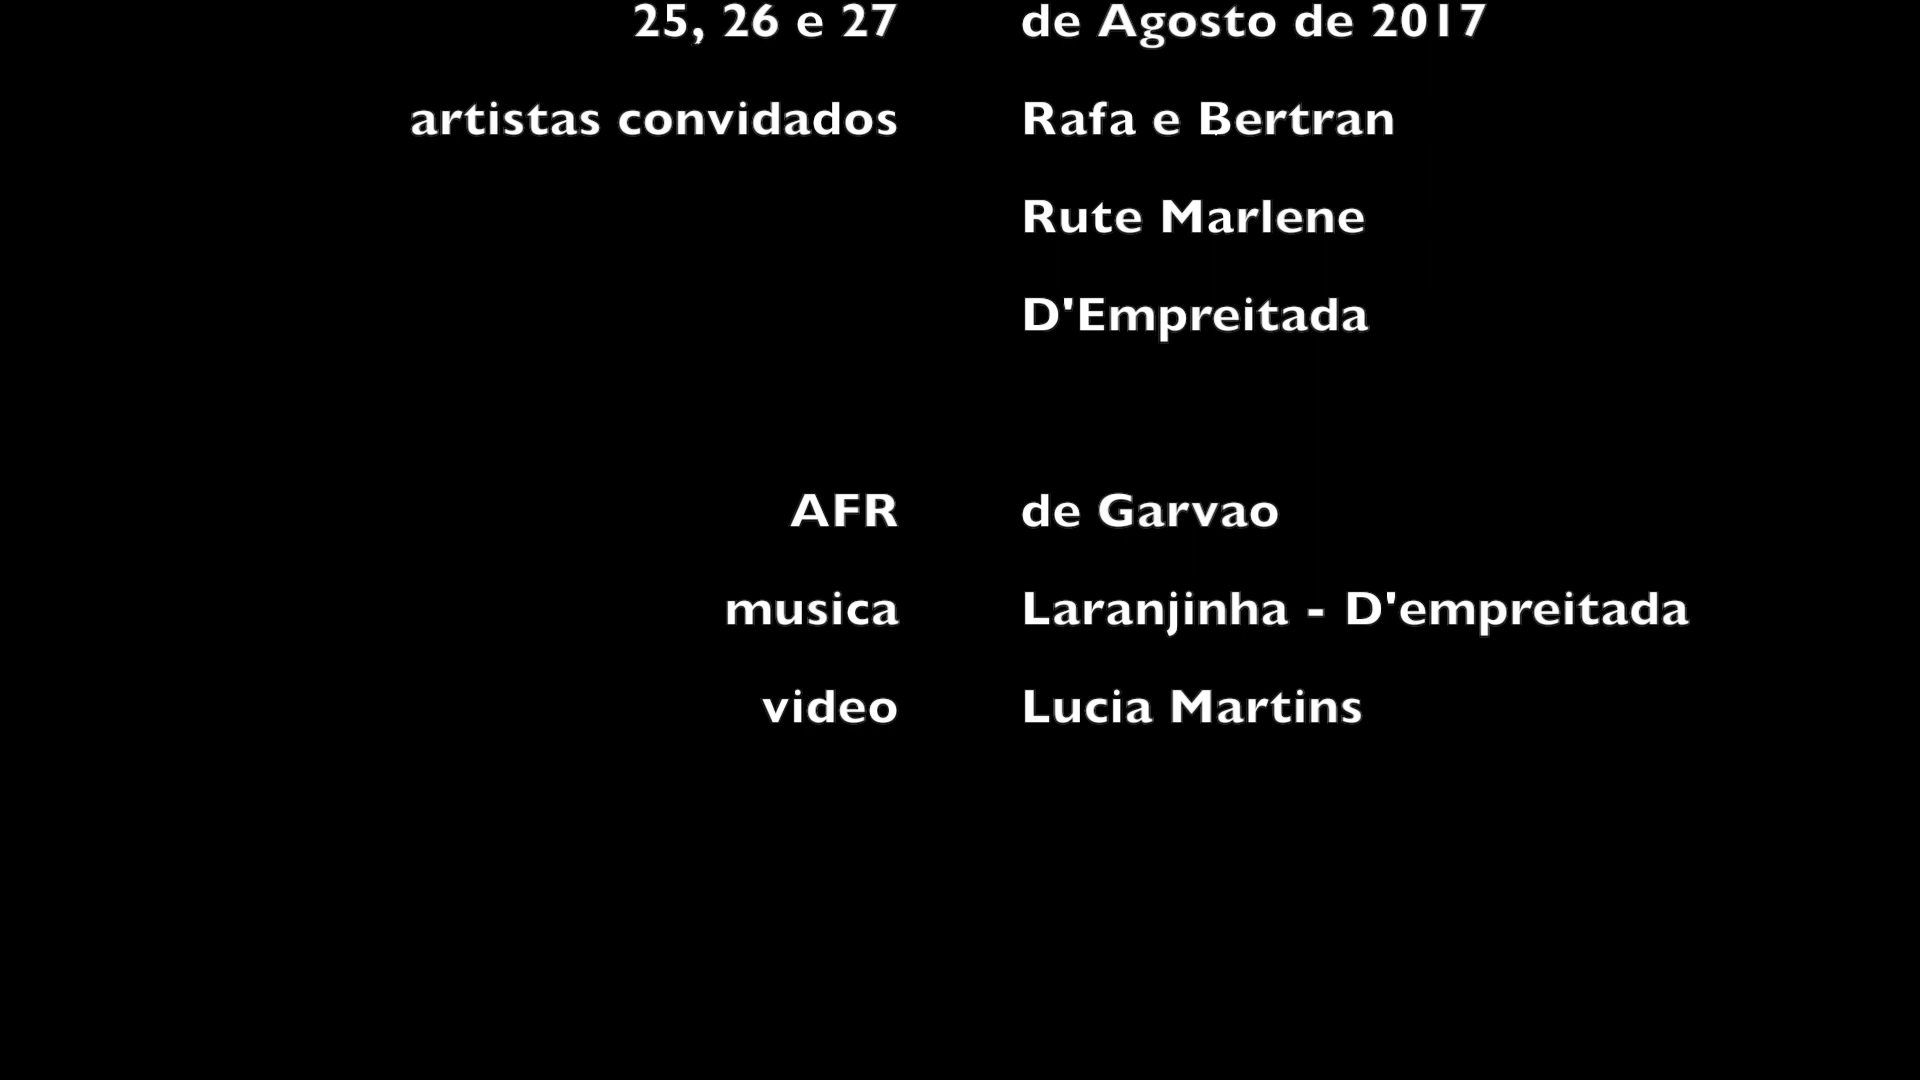 25, 26 e 27 de Agosto de 2017
artistas convidados Rafa e Bertran
Rute Marlene
D'Empreitada
AFR de Garvao
musica Laranjinha - D'empreitada
video Lucia Martins